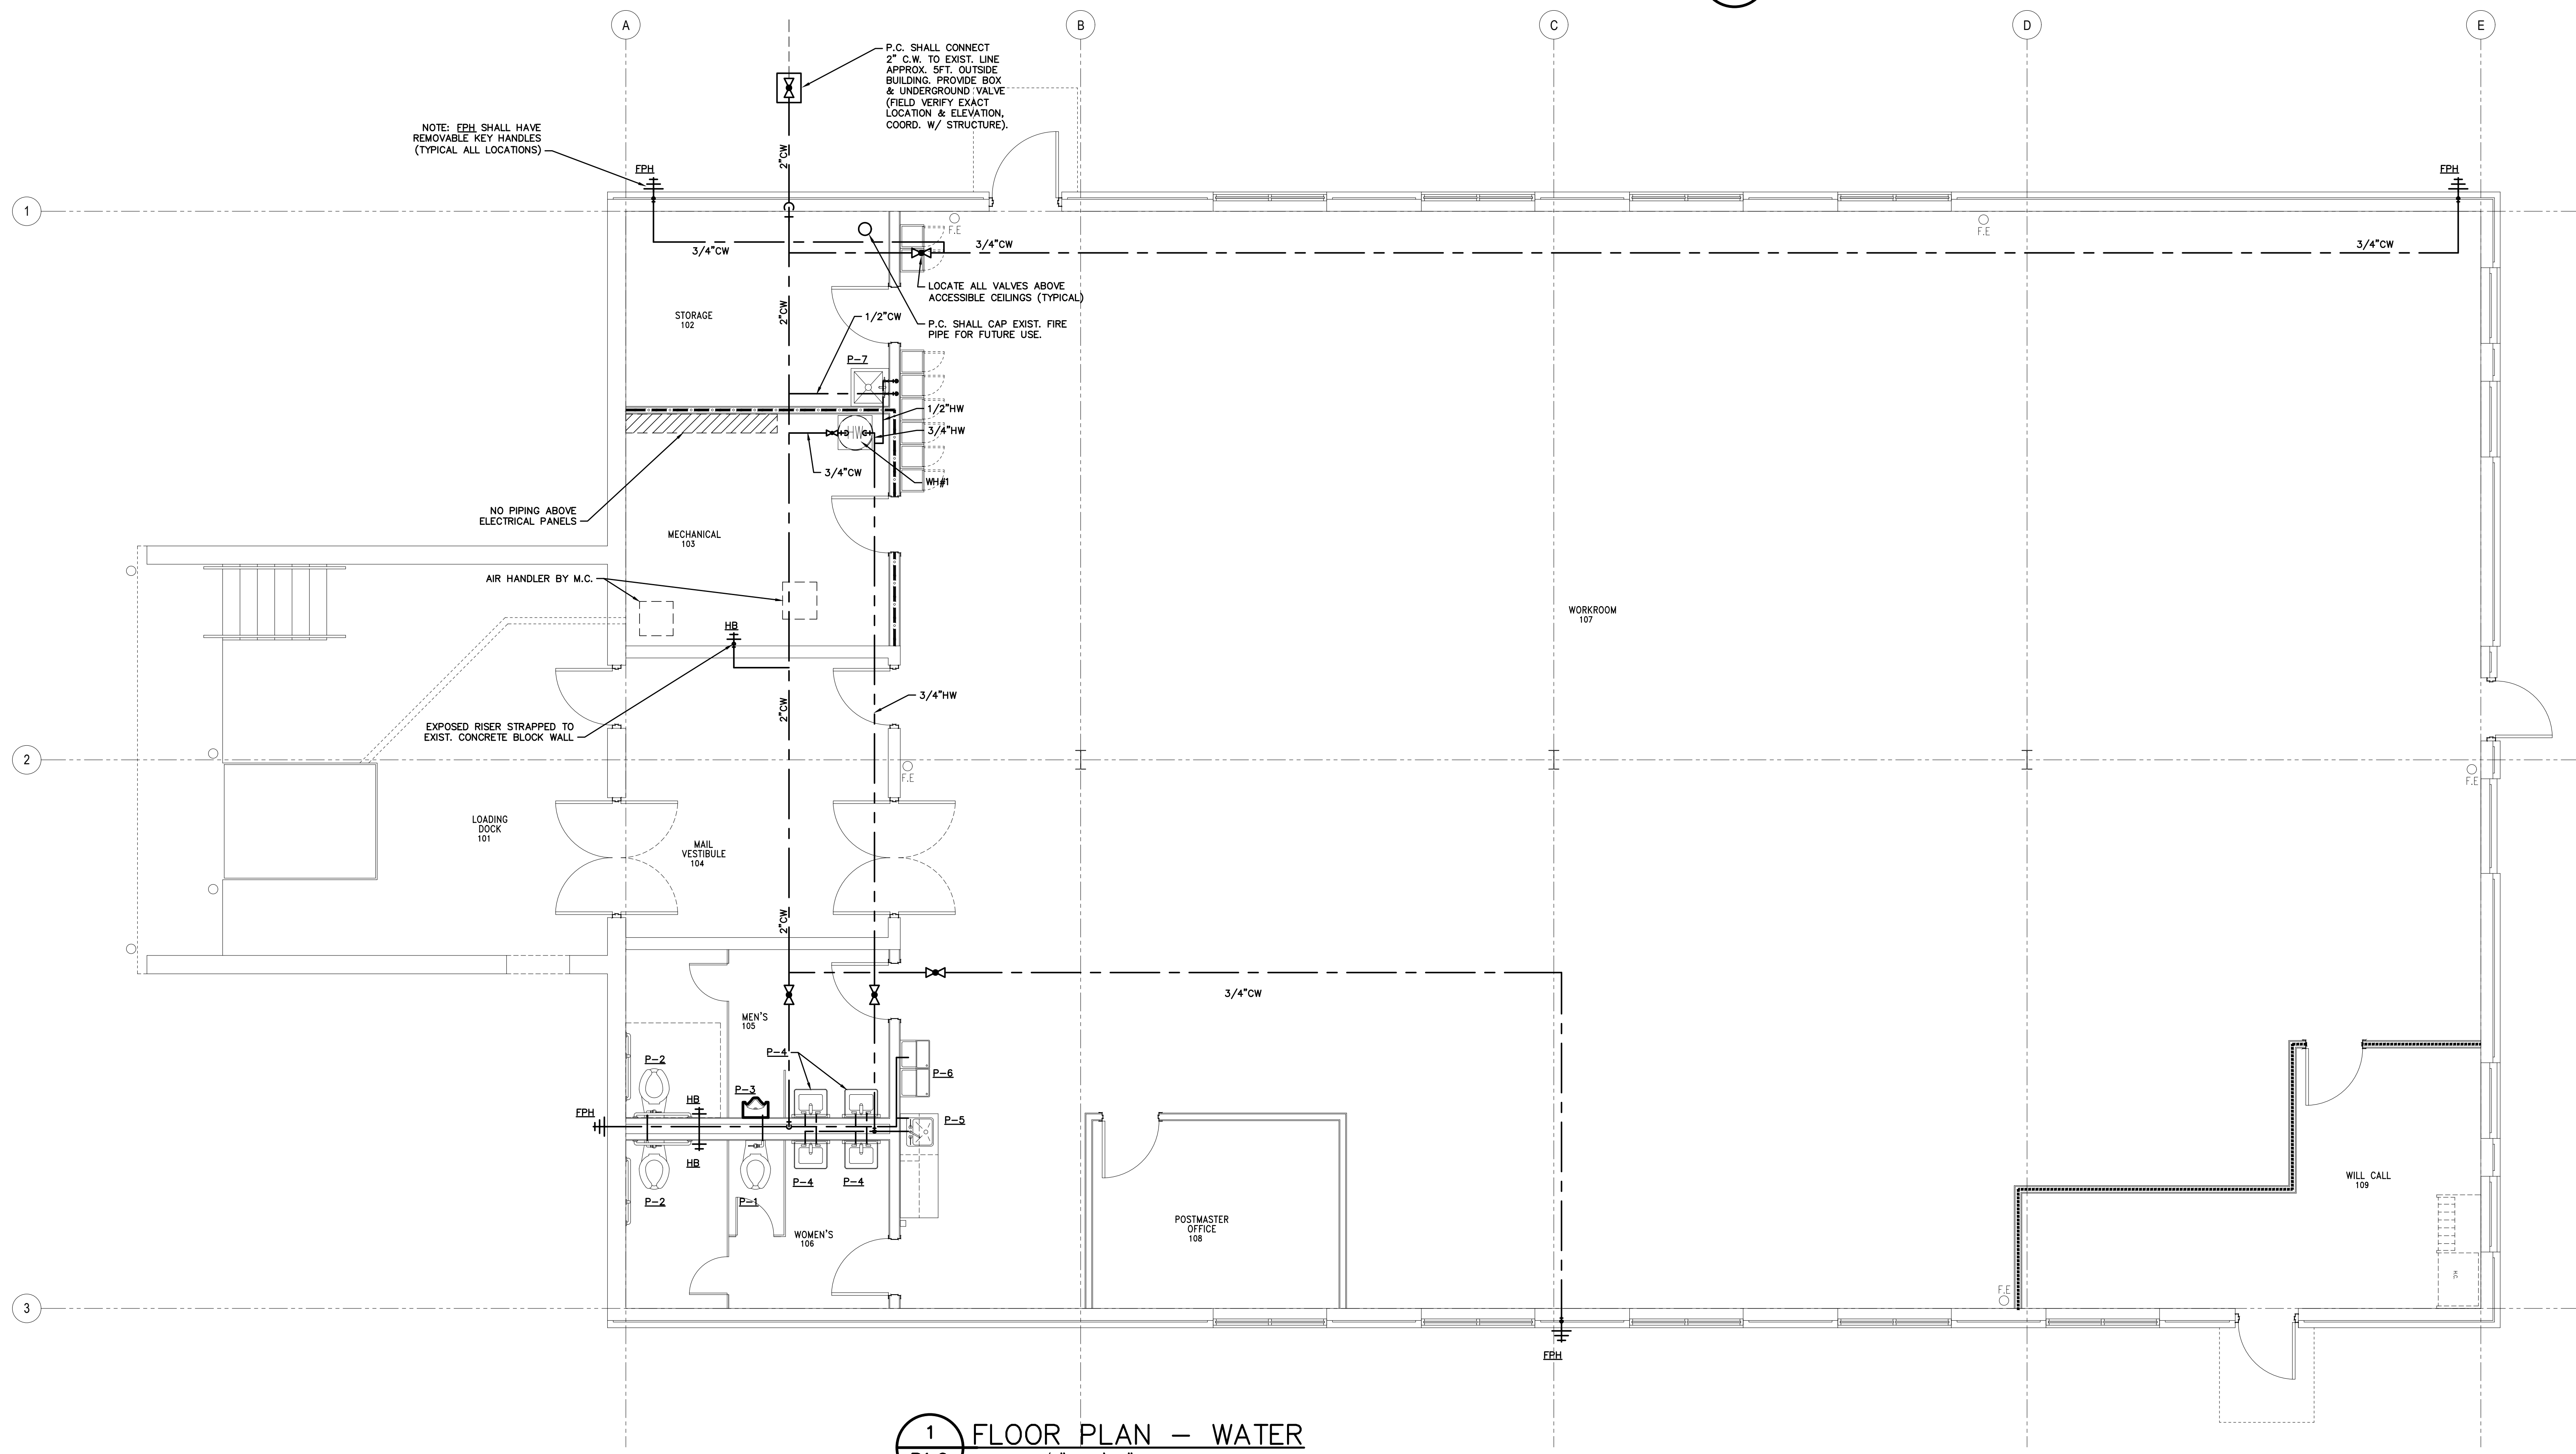 A
B
C
D
E
P.C. SHALL CONNECT
2" C.W. TO EXIST. LINE
APPROX. 5FT. OUTSIDE
BUILDING. PROVIDE BOX
& UNDERGROUND VALVE
(FIELD VERIFY EXACT
LOCATION & ELEVATION,
COORD. W/ STRUCTURE).
NOTE: FPH SHALL HAVE
REMOVABLE KEY HANDLES
(TYPICAL ALL LOCATIONS)
2"CW
FPH
FPH
1
F.E
F.E
3/4"CW
3/4"CW
3/4"CW
LOCATE ALL VALVES ABOVE
ACCESSIBLE CEILINGS (TYPICAL)
STORAGE
102
2"CW
1/2"CW
P.C. SHALL CAP EXIST. FIRE
PIPE FOR FUTURE USE.
P-7
1/2"HW
3/4"HW
HW
3/4"CW
WH#1
NO PIPING ABOVE
ELECTRICAL PANELS
MECHANICAL
103
AIR HANDLER BY M.C.
WORKROOM
107
HB
3/4"HW
2"CW
EXPOSED RISER STRAPPED TO
EXIST. CONCRETE BLOCK WALL
2
F.E
F.E
LOADING
DOCK
101
MAIL
VESTIBULE
104
2"CW
3/4"CW
MEN'S
105
P-4
P-2
P-6
P-3
HB
FPH
P-5
HB
P-4
P-4
P-2
P-1
WILL CALL
109
POSTMASTER
OFFICE
108
WOMEN'S
106
HC
F.E
3
FPH
1
FLOOR PLAN – WATER